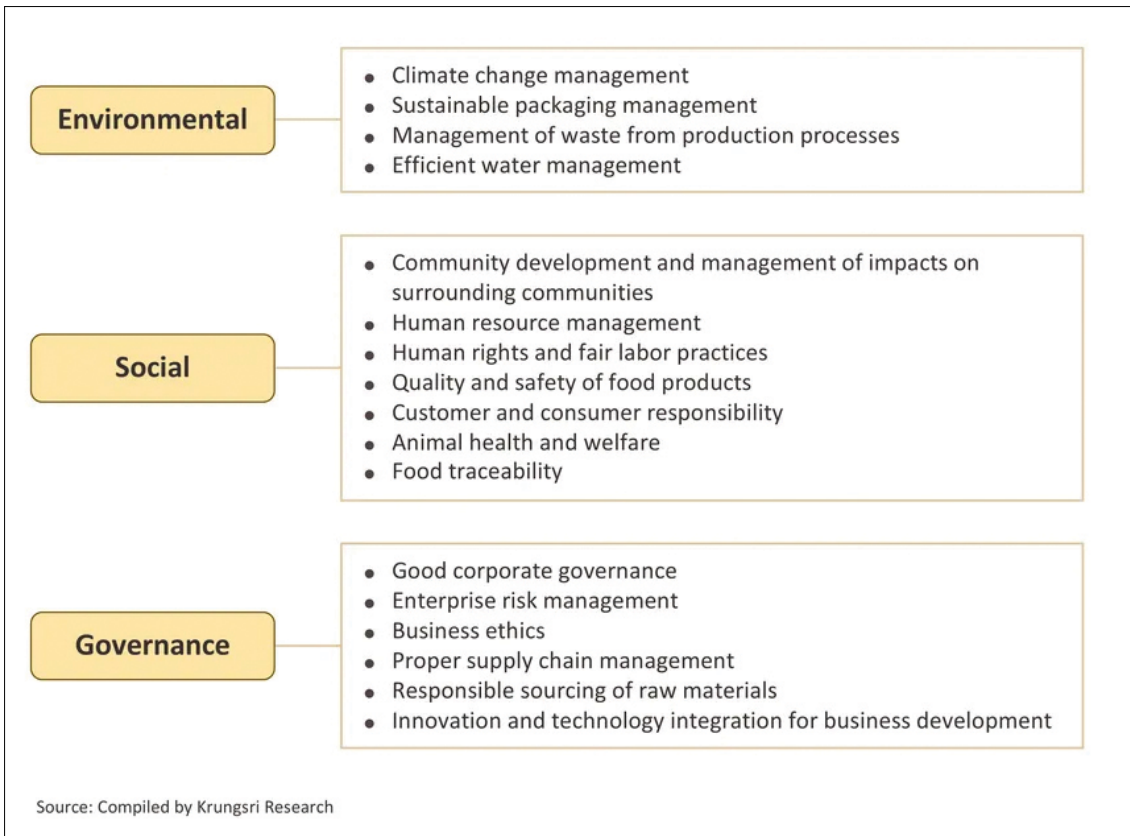 Environmental
● Climate change management
● Sustainable packaging management
● Management of waste from production processes
● Efficient water management
Social
● Community development and management of impacts on
surrounding communities
● Human resource management
● Human rights and fair labor practices
● Quality and safety of food products
● Customer and consumer responsibility
● Animal health and welfare
● Food traceability
Governance
● Good corporate governance
● Enterprise risk management
● Business ethics
● Proper supply chain management
● Responsible sourcing of raw materials
● Innovation and technology integration for business development
Source: Compiled by Krungsri Research